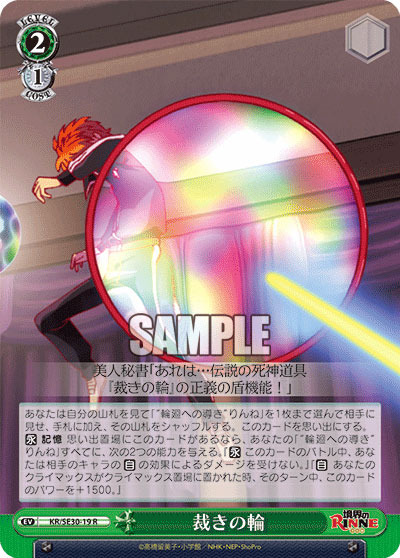 LEVEL
2
1
COST
SAMPLE
美人秘書｢あれは…伝説の死神道具
『裁きの輪』の正義の盾機能！｣
あなたは自分の山札を見て｢“輪廻への導き”りんね｣を1枚まで選んで相手に
見せ、手札に加え、その山札をシャッフルする。このカードを思い出にする。
【永】 記憶 思い出置場にこのカードがあるなら、あなたの｢“輪廻への導き”り
んね｣すべてに、次の2つの能力を与える。『【永】 このカードのバトル中、あなた
は相手のキャラの【自】の効果によるダメージを受けない。』『【自】 あなたの
クライマックスがクライマックス置場に置かれた時、そのターン中、このカード
のパワーを＋1500。』
EV
KR/SE30-19 R
裁きの輪
境界の
RINNE
©高橋留美子・小学館／NHK・NEP・ShoPro